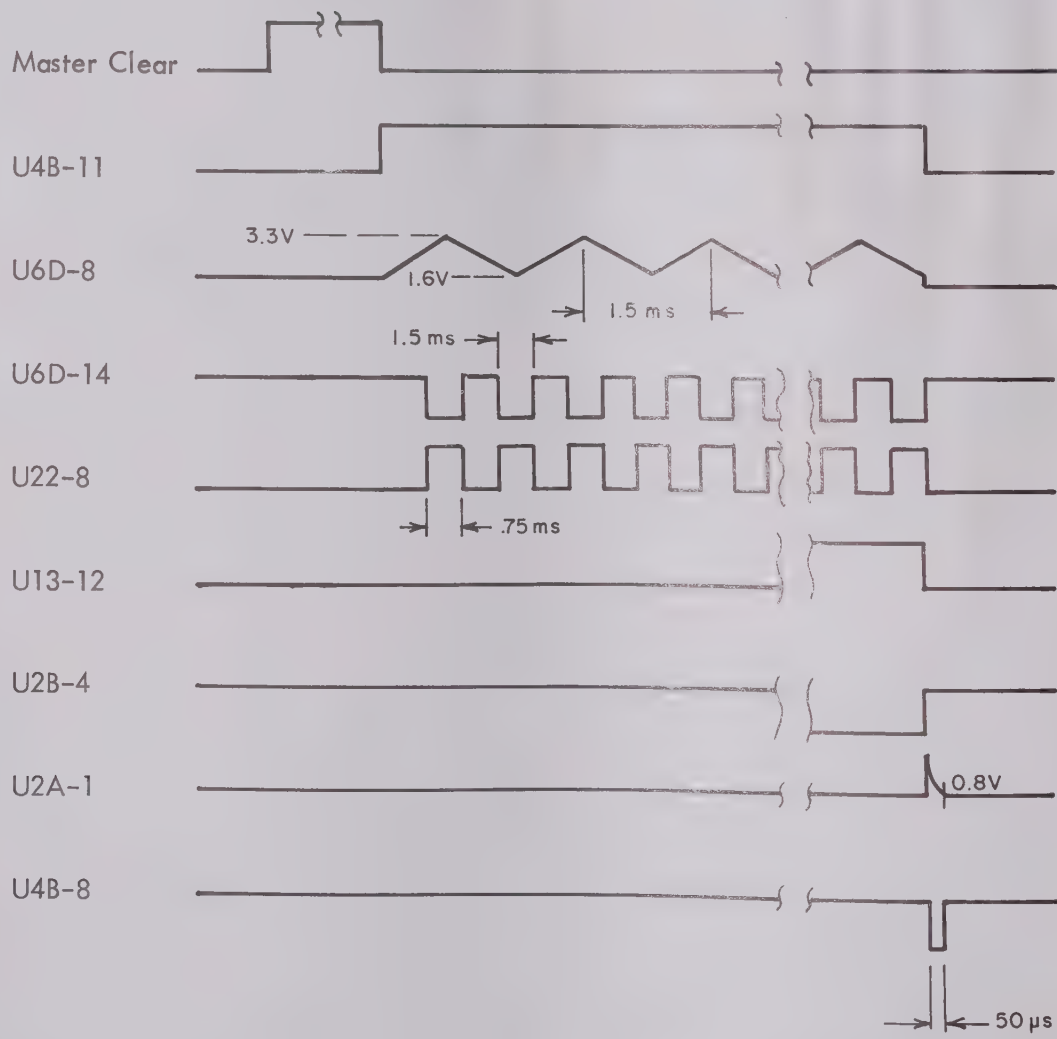 Master Clear
U4B-11
3.3V
U6D-8
1.6V
1.5 ms
1.5 ms
U6D-14
U22-8
.75 ms
U13-12
U2B-4
U2A-1
0.8V
U4B-8
50 µs